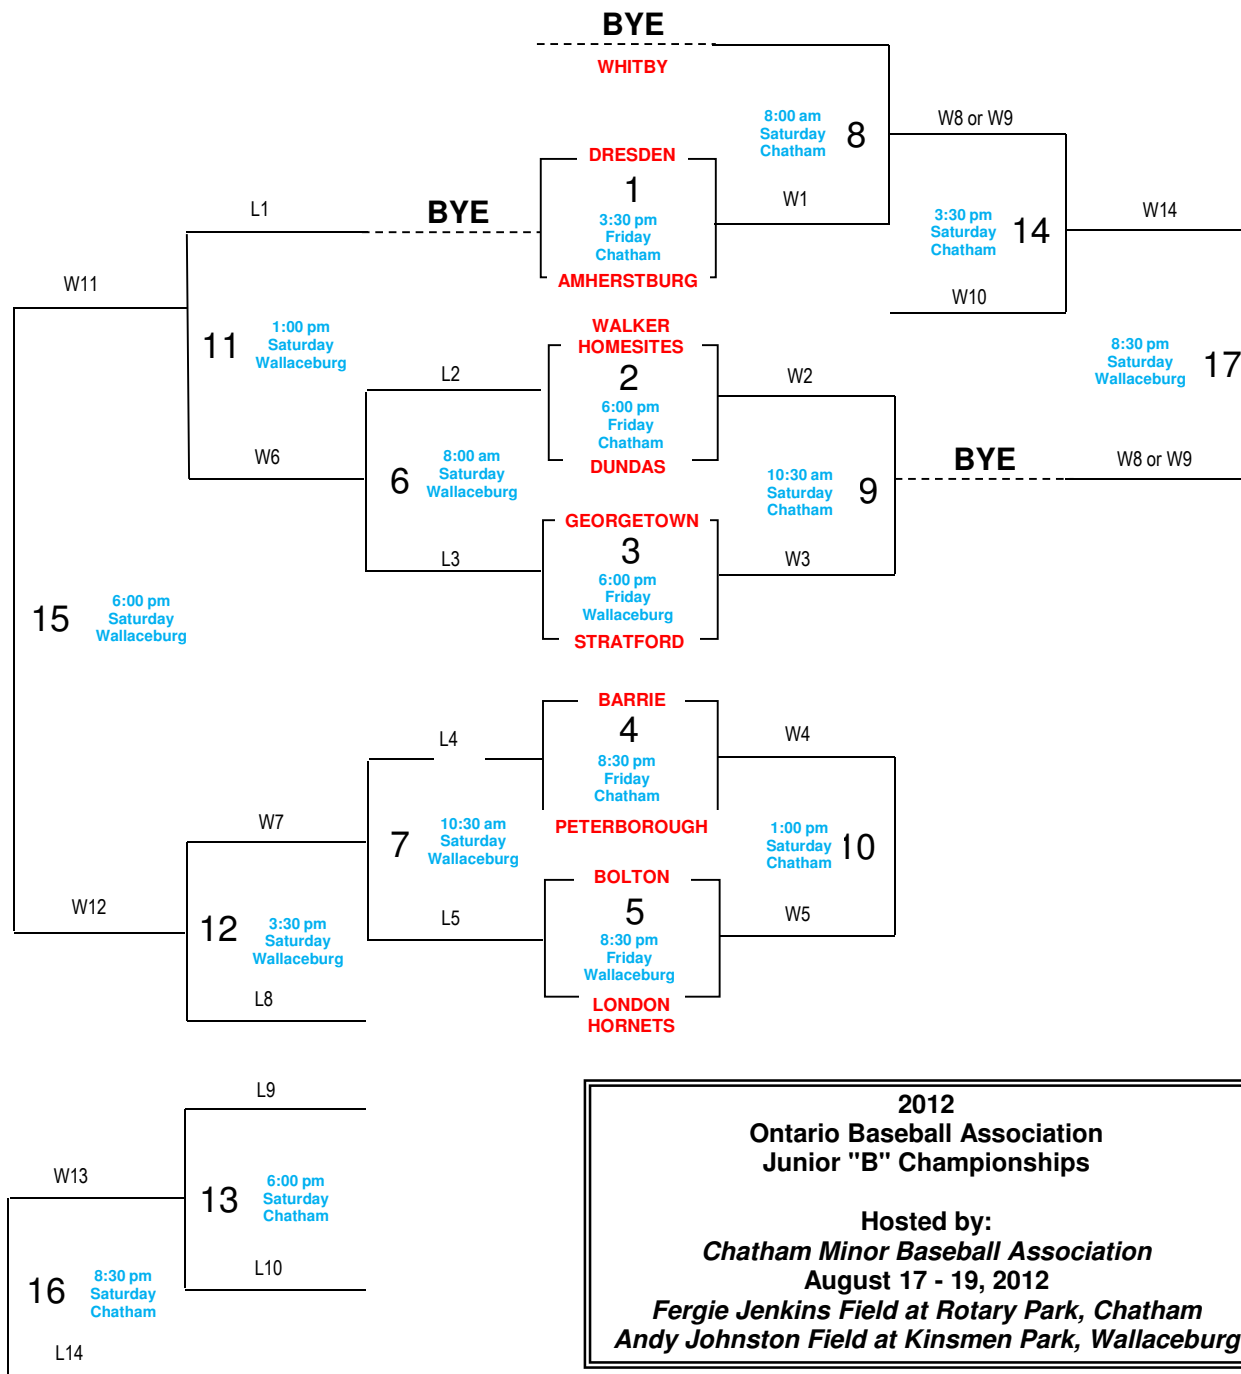 BYE
WHITBY
8:00 am
Saturday
Chatham
8
W8 or W9
DRESDEN
1
3:30 pm
Friday
Chatham
AMHERSTBURG
W1
L1
BYE
3:30 pm
Saturday
Chatham
14
W14
W10
W11
11
1:00 pm
Saturday
Wallaceburg
WALKER
HOMESITES
2
6:00 pm
Friday
Chatham
DUNDAS
L2
W2
8:30 pm
Saturday
Wallaceburg
17
W6
6
8:00 am
Saturday
Wallaceburg
10:30 am
Saturday
Chatham
9
BYE
W8 or W9
GEORGETOWN
3
6:00 pm
Friday
Wallaceburg
STRATFORD
L3
W3
15
6:00 pm
Saturday
Wallaceburg
BARRIE
4
8:30 pm
Friday
Chatham
PETERBOROUGH
L4
W4
W7
7
10:30 am
Saturday
Wallaceburg
1:00 pm
Saturday
Chatham
10
BOLTON
5
8:30 pm
Friday
Wallaceburg
LONDON
HORNETS
L5
W5
W12
12
3:30 pm
Saturday
Wallaceburg
L8
L9
W13
13
6:00 pm
Saturday
Chatham
L10
16
8:30 pm
Saturday
Chatham
L14
2012
Ontario Baseball Association
Junior "B" Championships
Hosted by:
Chatham Minor Baseball Association
August 17 - 19, 2012
Fergie Jenkins Field at Rotary Park, Chatham
Andy Johnston Field at Kinsmen Park, Wallaceburg